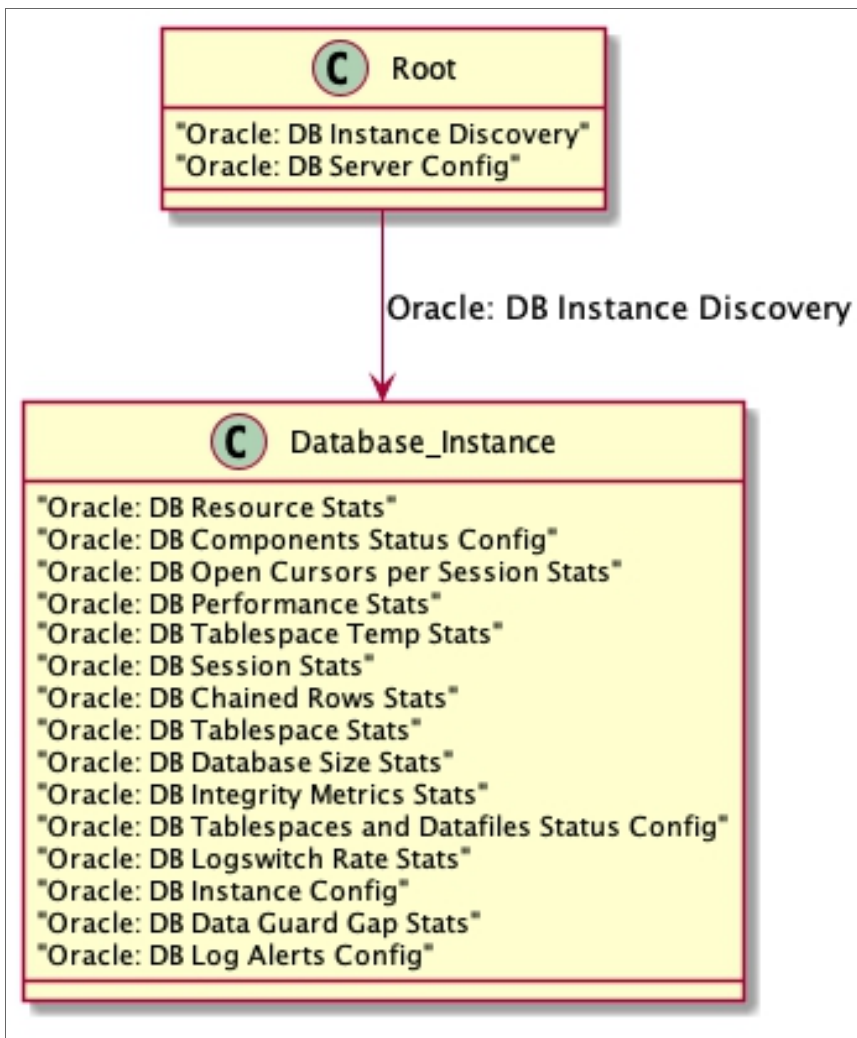 C Root
"Oracle: DB Instance Discovery"
"Oracle: DB Server Config"
Oracle: DB Instance Discovery
C Database_Instance
"Oracle: DB Resource Stats"
"Oracle: DB Components Status Config"
"Oracle: DB Open Cursors per Session Stats"
"Oracle: DB Performance Stats"
"Oracle: DB Tablespace Temp Stats"
"Oracle: DB Session Stats"
"Oracle: DB Chained Rows Stats"
"Oracle: DB Tablespace Stats"
"Oracle: DB Database Size Stats"
"Oracle: DB Integrity Metrics Stats"
"Oracle: DB Tablespaces and Datafiles Status Config"
"Oracle: DB Logswitch Rate Stats"
"Oracle: DB Instance Config"
"Oracle: DB Data Guard Gap Stats"
"Oracle: DB Log Alerts Config"